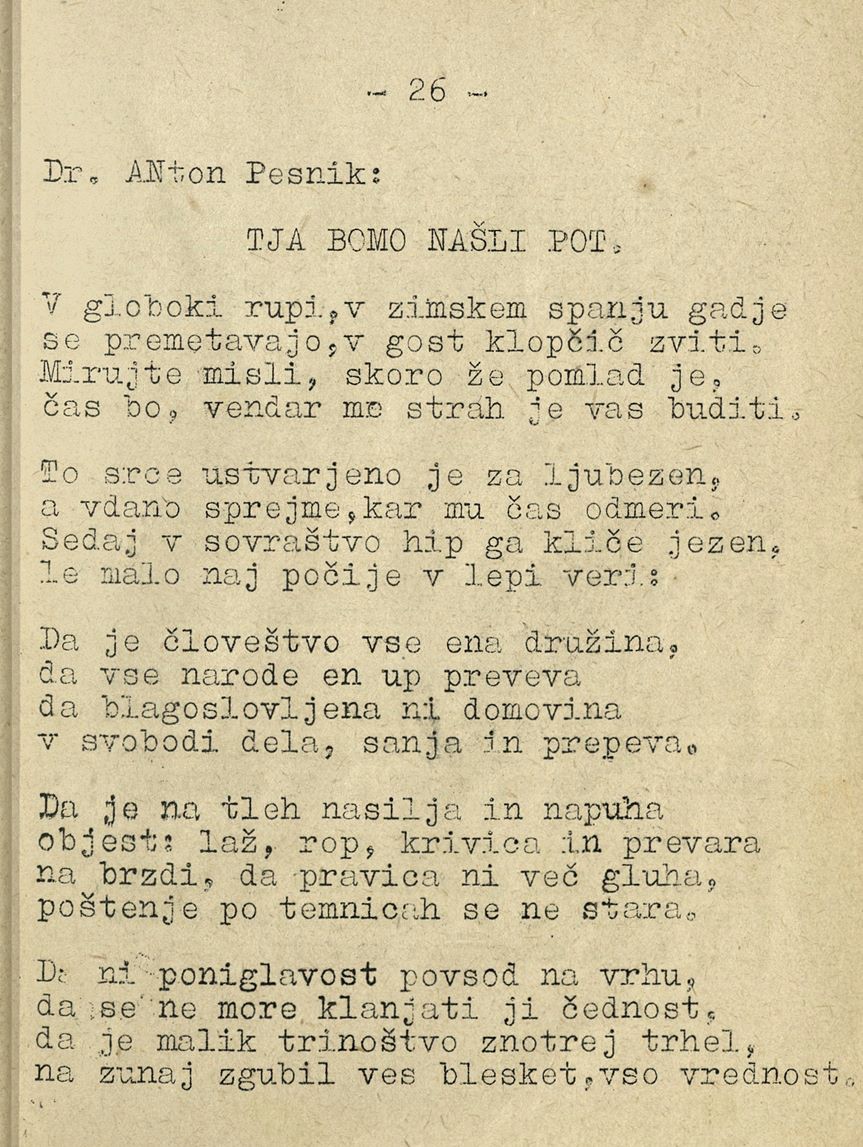 - 26 -
Dr. ANton Pesnik:
TJA BOMO NAŠLI POT.
V globoki rupi,v zimskem spanju gadje
se premetavajo,v gost klopčič zviti.
Mirujte misli, skoro že pomlad je,
čas bo, vendar me strah je vas buditi.
To srce ustvarjeno je za ljubezen,
a vdano sprejme,kar mu čas odmeri.
Sedaj v sovraštvo hip ga kliče jezen,
le malo naj počije v lepi veri:
Da je človeštvo vse ena družina,
da vse narode en up preveva
da blagoslovljena ni domovina
v svobodi dela, sanja in prepeva.
Da je na tleh nasilja in napuha
objest: laž, rop, krivica in prevara
na brzdi, da pravica ni več gluha,
poštenje po temnicah se ne stara.
Da ni poniglavost povsod na vrhu,
da se ne more klanjati ji čednost,
da je malik trinoštvo znotrej trhel,
na zunaj zgubil ves blesket,vso vrednost.